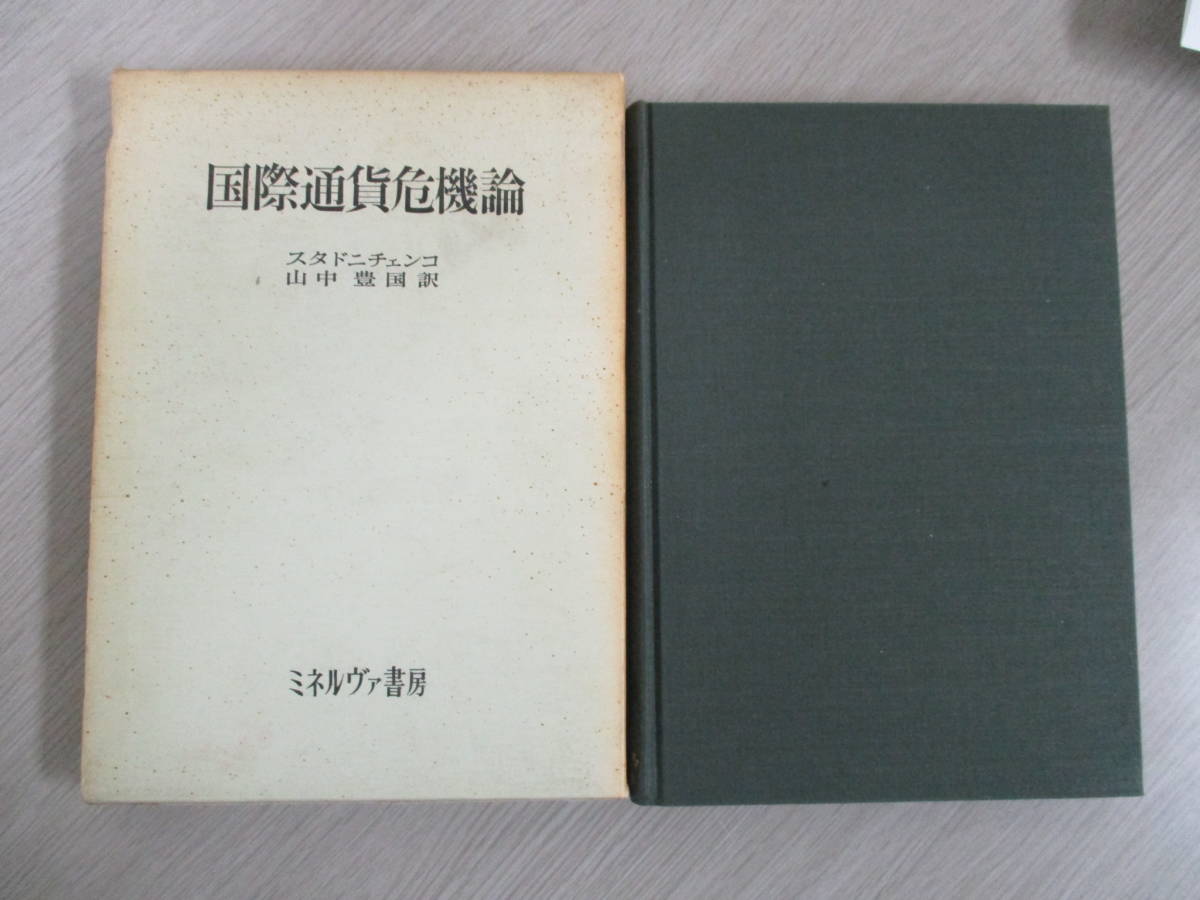 国際通貨危機論
スタドニチェンコ
山中豊国訳
ミネルヴァ書房